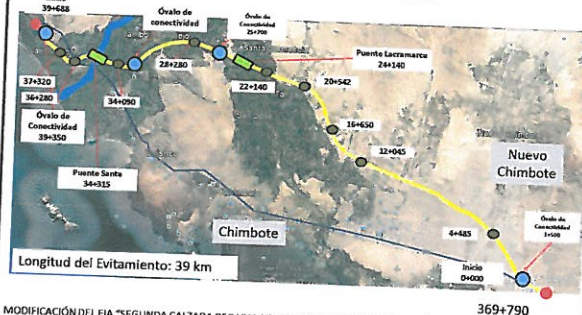 39+688
Óvalo de
conectividad
Óvalo de
Conectividad
25+700
Puente Lacramarca
24+140
37+320
36+280
28+280
22+140
20+542
34+090
Óvalo de
Conectividad
39+350
16+650
12+045
Nuevo
Chimbote
Puente Santa
34+315
Chimbote
4+485
Óvalo de
Conectividad
Inicio
0+000
Longitud del Evitamiento: 39 km
369+790
MODIFICACIÓN DEL EIA "SEGUNDA CALZADA